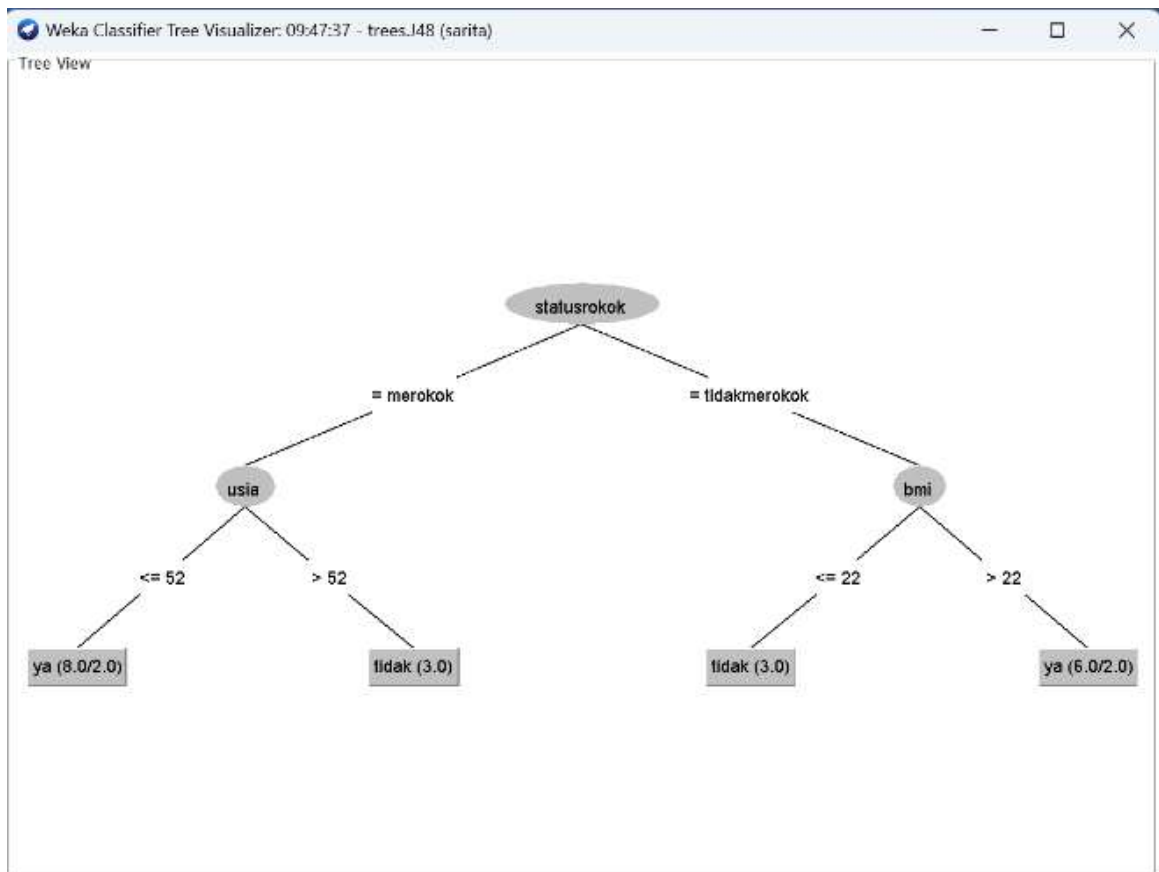 Weka Classifier Tree Visualizer: 09:47:37 - trees.J48 (sarita)
Tree View
statusrokok
= merokok
= tidakmerokok
usia
bmi
<= 52
> 52
<= 22
> 22
ya (8.0/2.0)
tidak (3.0)
tidak (3.0)
ya (6.0/2.0)